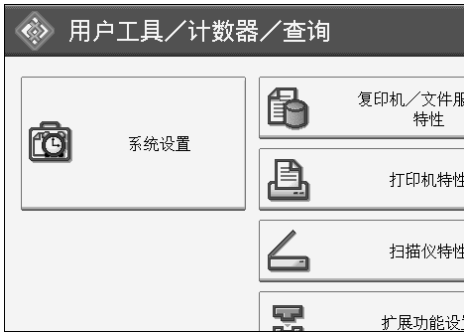 用户工具／计数器／查询
系统设置
复印机／文件
特性
打印机特性
扫描仪特性
扩展功能设